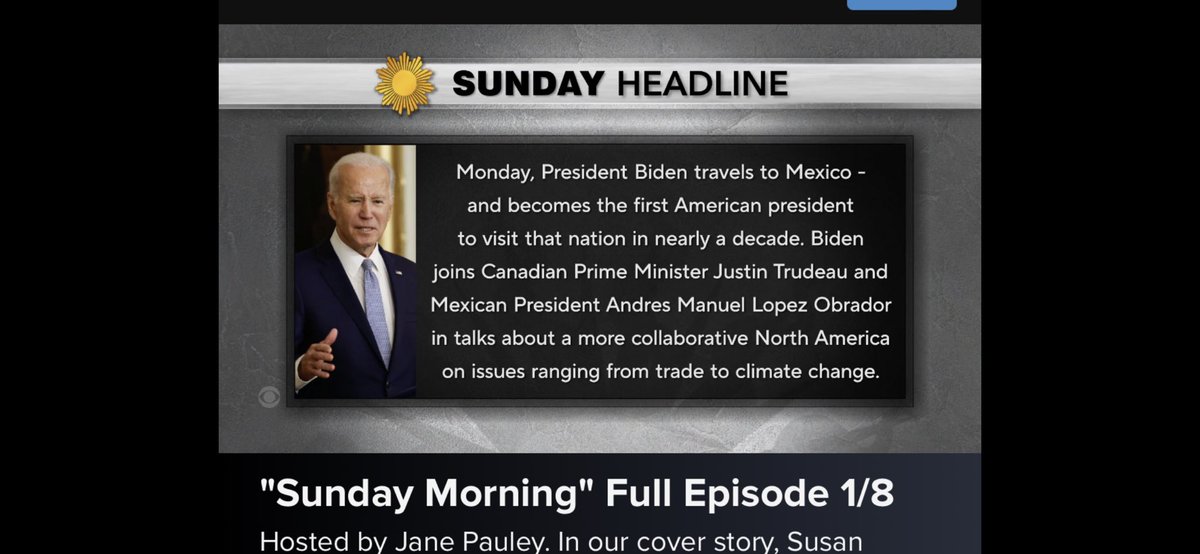 SUNDAY HEADLINE
Monday, President Biden travels to Mexico -
and becomes the first American president
to visit that nation in nearly a decade. Biden
joins Canadian Prime Minister Justin Trudeau and
Mexican President Andres Manuel Lopez Obrador
in talks about a more collaborative North America
on issues ranging from trade to climate change.
"Sunday Morning" Full Episode 1/8
Hosted by Jane Pauley. In our cover story, Susan